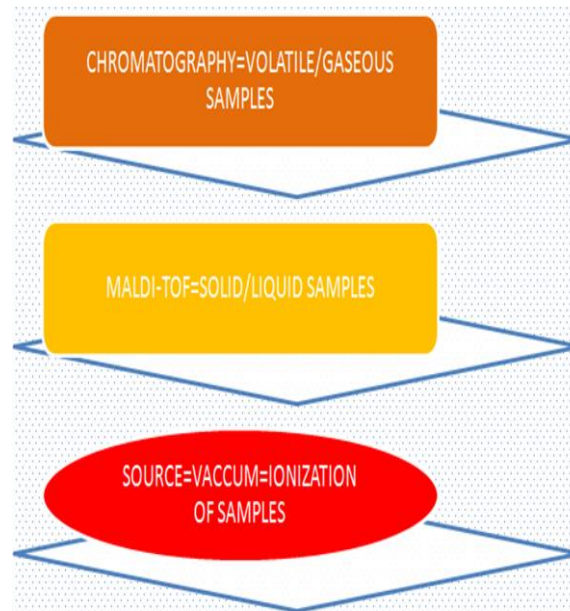 CHROMATOGRAPHY=VOLATILE/GASEOUS
SAMPLES
MALDI-TOF=SOLID/LIQUID SAMPLES
SOURCE=VACCUM=IONIZATION
OF SAMPLES